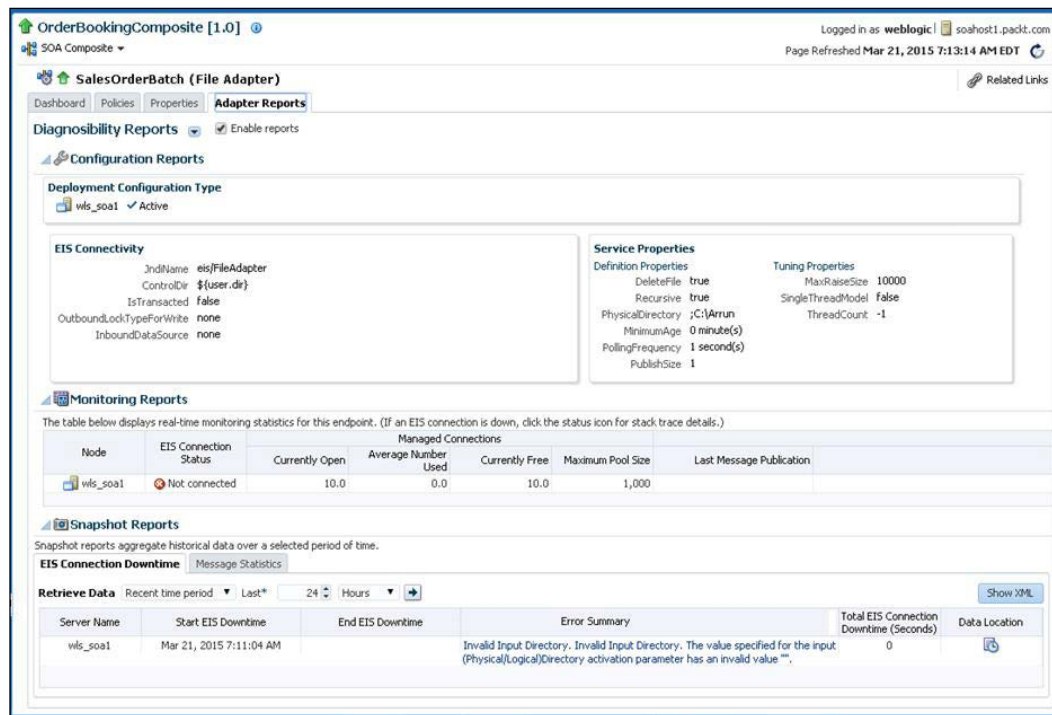 OrderBookingComposite [1.0]
Logged in as weblogic | soahost1.packt.com
SOA Composite
Page Refreshed Mar 21, 2015 7:13:14 AM EDT
SalesOrderBatch (File Adapter)
Related Links
Dashboard Policies Properties Adapter Reports
Diagnosibility Reports Enable reports
Configuration Reports
Deployment Configuration Type
wls_soa1 Active
EIS Connectivity
JndiName eis/FileAdapter
ControlDir ${user.dir}
IsTransacted false
OutboundLockTypeForWrite none
InboundDataSource none
Service Properties
Definition Properties
DeleteFile true
Recursive true
PhysicalDirectory ;C:\Arrun
MinimumAge 0 minute(s)
PollingFrequency 1 second(s)
PublishSize 1
Tuning Properties
MaxRaiseSize 10000
SingleThreadModel false
ThreadCount -1
Monitoring Reports
The table below displays real-time monitoring statistics for this endpoint. (If an EIS connection is down, click the status icon for stack trace details.)
Node
EIS Connection
Status
Managed Connections
Currently Open
Average Number
Used
Currently Free
Maximum Pool Size
Last Message Publication
wls_soa1 Not connected 10.0 0.0 10.0 1,000
Snapshot Reports
Snapshot reports aggregate historical data over a selected period of time.
EIS Connection Downtime Message Statistics
Retrieve Data Recent time period Last* 24 Hours Show XML
Server Name
Start EIS Downtime
End EIS Downtime
Error Summary
Total EIS Connection
Downtime (Seconds)
Data Location
wls_soa1
Mar 21, 2015 7:11:04 AM
Invalid Input Directory. Invalid Input Directory. The value specified for the input
(Physical/Logical)Directory activation parameter has an invalid value "".
0